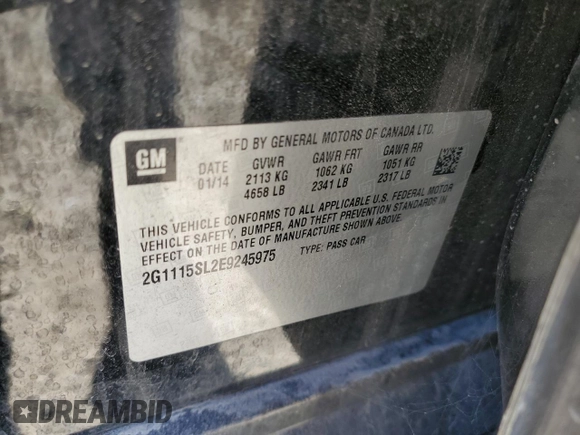 GM
MFD BY GENERAL MOTORS OF CANADA LTD.
DATE GVWR GAWR FRT GAWR RR
01/14 2113 KG 1062 KG 1051 KG
4658 LB 2341 LB 2317 LB
THIS VEHICLE CONFORMS TO ALL APPLICABLE U.S. FEDERAL MOTOR
VEHICLE SAFETY, BUMPER, AND THEFT PREVENTION STANDARDS IN
EFFECT ON THE DATE OF MANUFACTURE SHOWN ABOVE.
2G1115SL2E9245975 TYPE: PASS CAR
DREAMBID